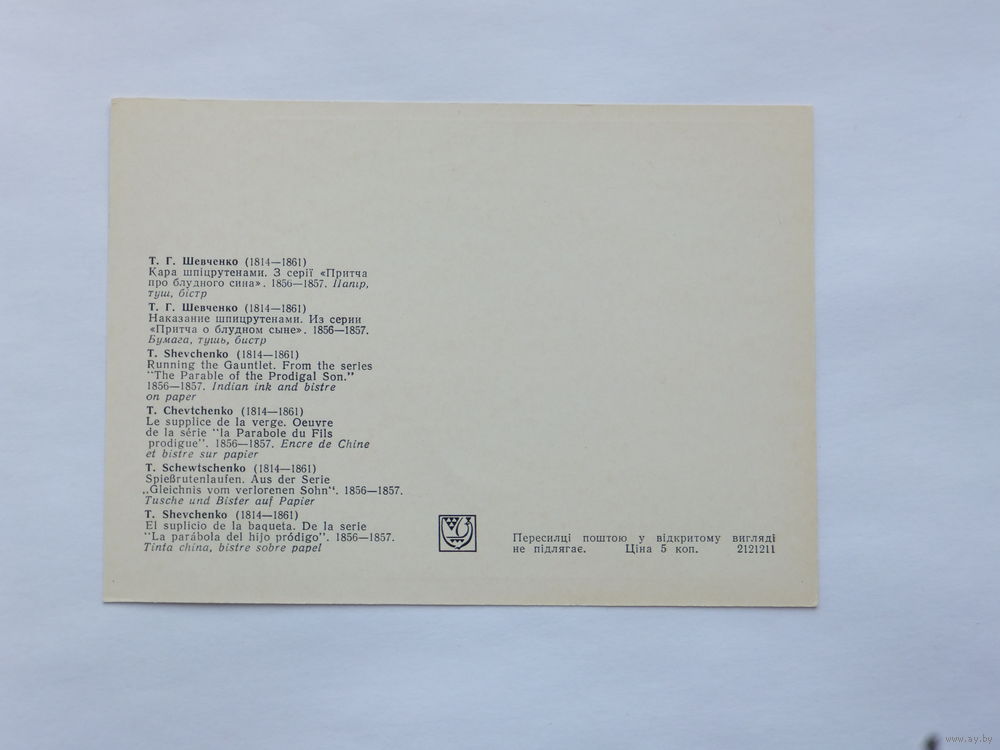 Т. Г. Шевченко (1814—1861)
Кара шпіцрутенами. З серії «Притча
про блудного сина». 1856—1857. Папір,
туш, бістр
Т. Г. Шевченко (1814—1861)
Наказание шпицрутенами. Из серии
«Притча о блудном сыне». 1856—1857.
Бумага, тушь, бистр
T. Shevchenko (1814—1861)
Running the Gauntlet. From the series
"The Parable of the Prodigal Son."
1856—1857. Indian ink and bistre
on paper
T. Chevtchenko (1814—1861)
Le supplice de la verge. Oeuvre
de la série "la Parabole du Fils
prodigue". 1856—1857. Encre de Chine
et bistre sur papier
T. Schewtschenko (1814—1861)
Spießrutenlaufen. Aus der Serie
„Gleichnis vom verlorenen Sohn". 1856—1857.
Tusche und Bister auf Papier
T. Shevchenko (1814—1861)
El suplicio de la baqueta. De la serie
"La parábola del hijo pródigo". 1856—1857.
Tinta china, bistre sobre papel
Пересилці поштою у відкритому вигляді
не підлягає. Ціна 5 коп. 2121211
www.ay.by